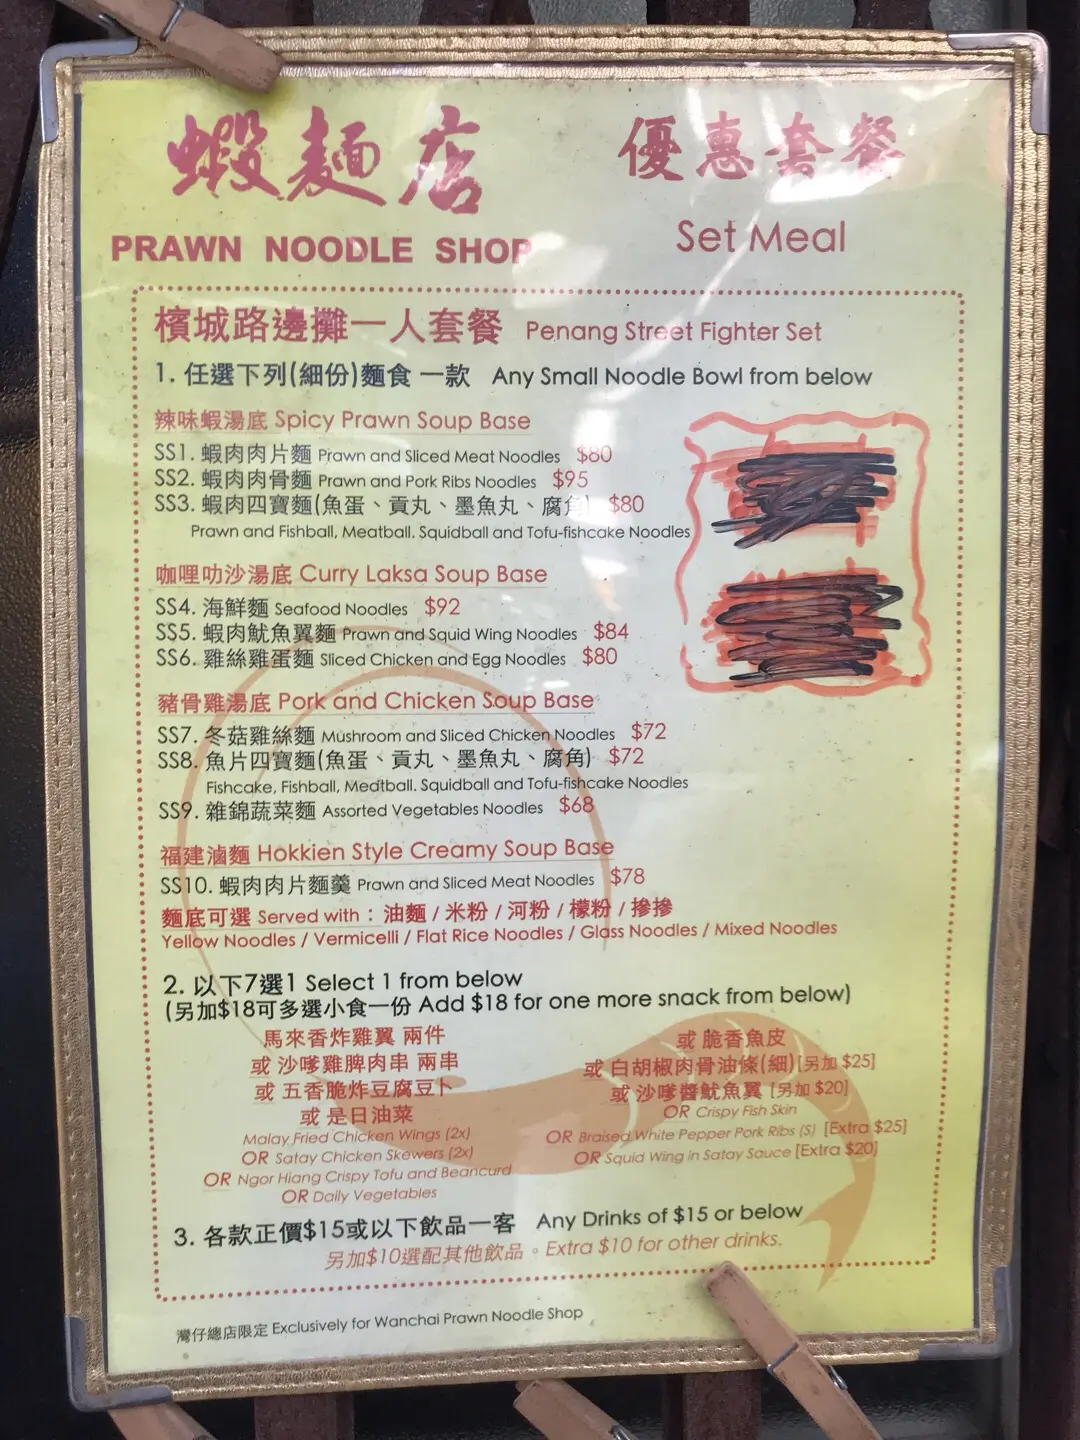 蝦麵店
PRAWN NOODLE SHOP
優惠套餐
Set Meal
檳城路邊攤一人套餐 Penang Street Fighter Set
1. 任選下列(細份)麵食 一款 Any Small Noodle Bowl from below
辣味蝦湯底 Spicy Prawn Soup Base
SS1. 蝦肉肉片麵 Prawn and Sliced Meat Noodles $80
SS2. 蝦肉肉骨麵 Prawn and Pork Ribs Noodles $95
SS3. 蝦肉四寶麵(魚蛋、貢丸、墨魚丸、腐角) $80
Prawn and Fishball, Meatball. Squidball and Tofu-fishcake Noodles
咖哩叻沙湯底 Curry Laksa Soup Base
SS4. 海鮮麵 Seafood Noodles $92
SS5. 蝦肉魷魚翼麵 Prawn and Squid Wing Noodles $84
SS6. 雞絲雞蛋麵 Sliced Chicken and Egg Noodles $80
豬骨雞湯底 Pork and Chicken Soup Base
SS7. 冬菇雞絲麵 Mushroom and Sliced Chicken Noodles $72
SS8. 魚片四寶麵(魚蛋、貢丸、墨魚丸、腐角) $72
Fishcake, Fishball, Meatball. Squidball and Tofu-fishcake Noodles
SS9. 雜錦蔬菜麵 Assorted Vegetables Noodles $68
福建滷麵 Hokkien Style Creamy Soup Base
SS10. 蝦肉肉片麵羹 Prawn and Sliced Meat Noodles $78
麵底可選 Served with：油麵 / 米粉 / 河粉 / 檬粉 / 摻摻
Yellow Noodles / Vermicelli / Flat Rice Noodles / Glass Noodles / Mixed Noodles
2. 以下7選1 Select 1 from below
(另加$18可多選小食一份 Add $18 for one more snack from below)
馬來香炸雞翼 兩件
或 沙嗲雞脾肉串 兩串
或 五香脆炸豆腐豆卜
或 是日油菜
Malay Fried Chicken Wings (2x)
OR Satay Chicken Skewers (2x)
OR Ngor Hiang Crispy Tofu and Beancurd
OR Daily Vegetables
或 脆香魚皮
或 白胡椒肉骨油條(細)[另加 $25]
或 沙嗲醬魷魚翼 [另加 $20]
OR Crispy Fish Skin
OR Braised White Pepper Pork Ribs (S) [Extra $25]
OR Squid Wing in Satay Sauce [Extra $20]
3. 各款正價$15或以下飲品一客 Any Drinks of $15 or below
另加$10選配其他飲品。Extra $10 for other drinks.
灣仔總店限定 Exclusively for Wanchai Prawn Noodle Shop